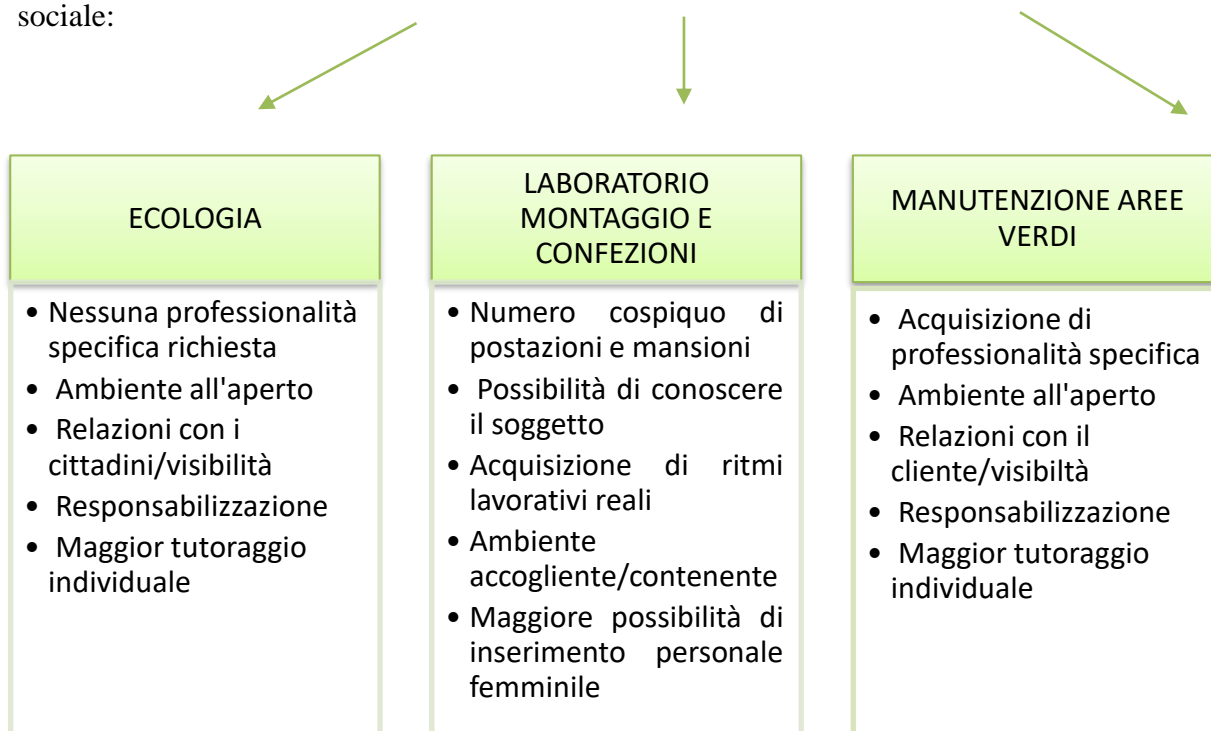 sociale:
ECOLOGIA
• Nessuna professionalità
specifica richiesta
• Ambiente all'aperto
• Relazioni con i
cittadini/visibilità
• Responsabilizzazione
• Maggior tutoraggio
individuale
LABORATORIO
MONTAGGIO E
CONFEZIONI
• Numero cospiquo di
postazioni e mansioni
• Possibilità di conoscere
il soggetto
• Acquisizione di ritmi
lavorativi reali
• Ambiente
accogliente/contenente
• Maggiore possibilità di
inserimento personale
femminile
MANUTENZIONE AREE
VERDI
• Acquisizione di
professionalità specifica
• Ambiente all'aperto
• Relazioni con il
cliente/visibiltà
• Responsabilizzazione
• Maggior tutoraggio
individuale